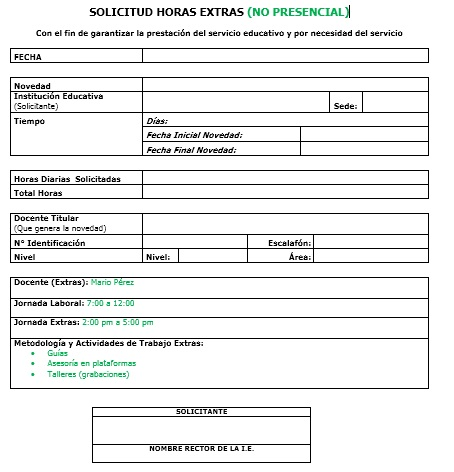 SOLICITUD HORAS EXTRAS (NO PRESENCIAL)
Con el fin de garantizar la prestación del servicio educativo y por necesidad del servicio
FECHA
Novedad
Institución Educativa
(Solicitante)
Sede:
Tiempo
Días:
Fecha Inicial Novedad:
Fecha Final Novedad:
Horas Diarias Solicitadas
Total Horas
Docente Titular
(Que genera la novedad)
N° Identificación
Escalafón:
Nivel
Nivel:
Área:
Docente (Extras): Mario Pérez
Jornada Laboral: 7:00 a 12:00
Jornada Extras: 2:00 pm a 5:00 pm
Metodología y Actividades de Trabajo Extras:
• Guías
• Asesoría en plataformas
• Talleres (grabaciones)
SOLICITANTE
NOMBRE RECTOR DE LA I.E.